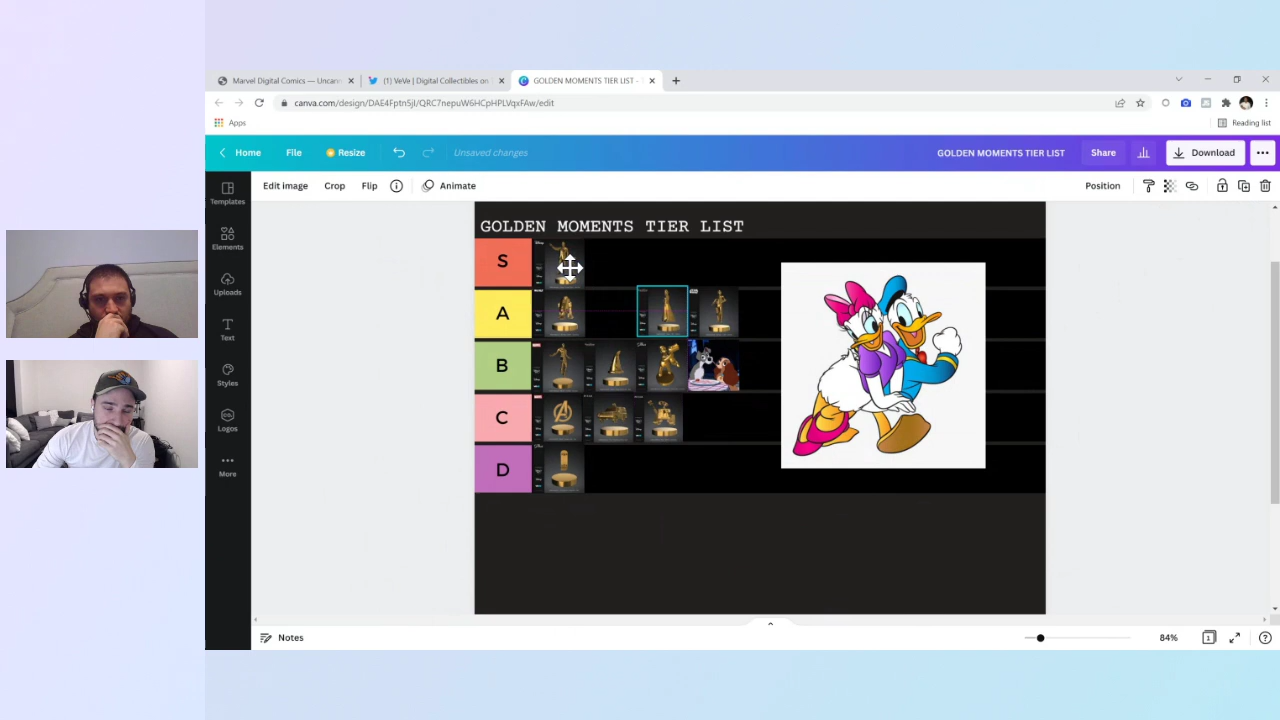 Marvel Digital Comics — Uncan
(1) VeVe | Digital Collectibles on
GOLDEN MOMENTS TIER LIST -
canva.com/design/DAE4Fptn5jI/QRC7nepuW6HCpHPLVqxFAw/edit
Apps
Reading list
Home
File
Resize
Unsaved changes
GOLDEN MOMENTS TIER LIST
Share
Download
Templates
Elements
Uploads
Text
Styles
Logos
More
Edit image
Crop
Flip
Animate
Position
GOLDEN MOMENTS TIER LIST
S
A
B
C
D
Notes
84%
1